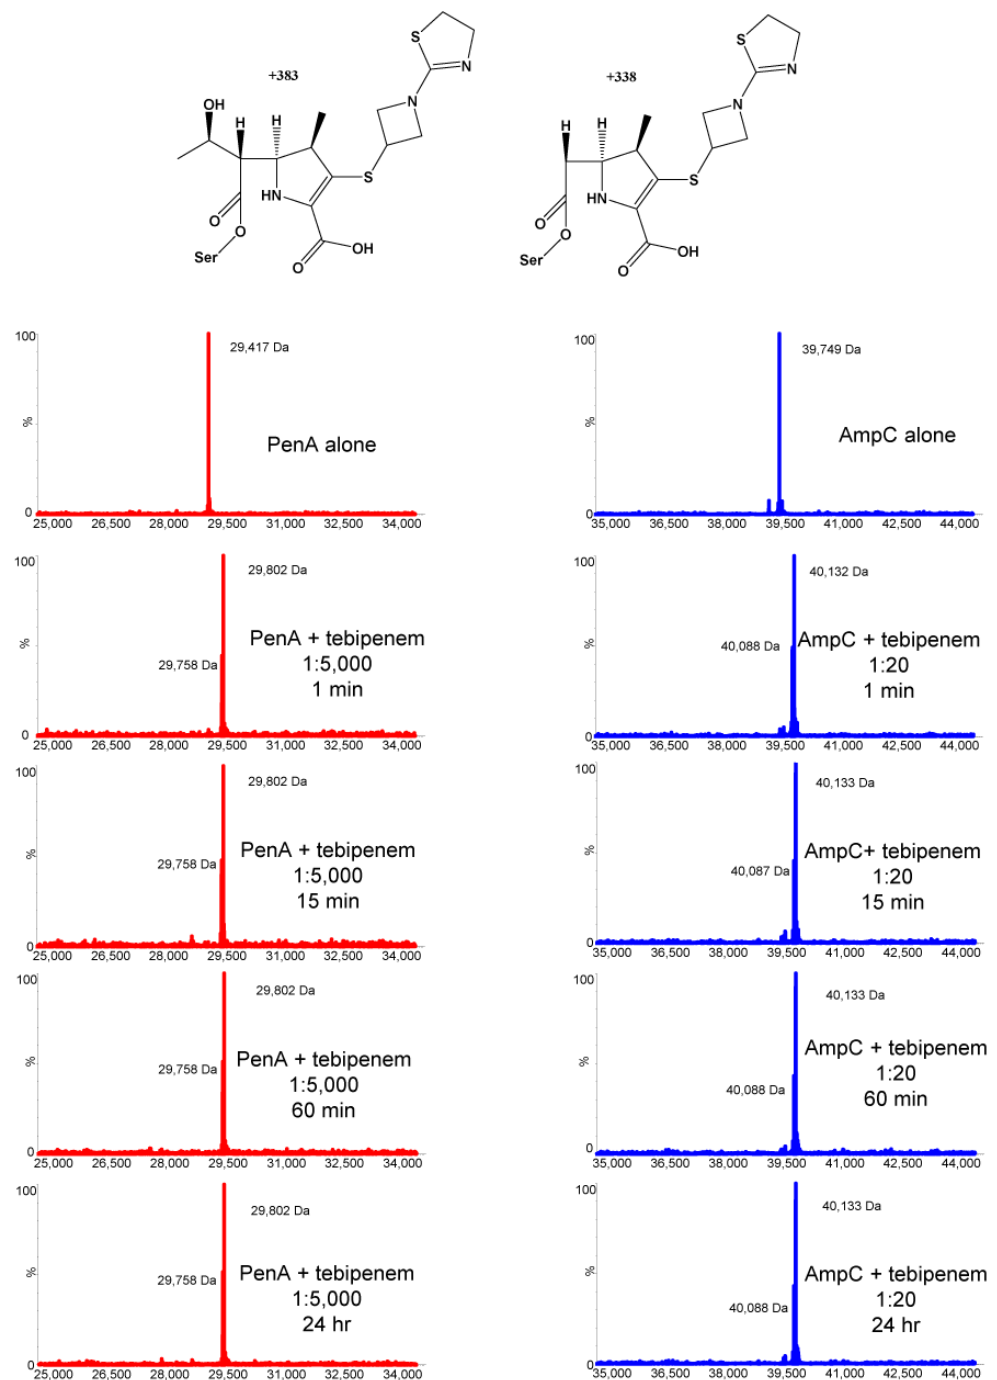 +383
+338
S
N
N
OH
H
H
S
HN
O
O
Ser
O
OH
S
N
N
H
H
S
HN
O
O
Ser
O
OH
100
%
0
29,417 Da
PenA alone
25,000 26,500 28,000 29,500 31,000 32,500 34,000
100
%
0
39,749 Da
AmpC alone
35,000 36,500 38,000 39,500 41,000 42,500 44,000
100
%
0
29,802 Da
29,758 Da
PenA + tebipenem
1:5,000
1 min
25,000 26,500 28,000 29,500 31,000 32,500 34,000
100
%
0
40,132 Da
40,088 Da
AmpC + tebipenem
1:20
1 min
35,000 36,500 38,000 39,500 41,000 42,500 44,000
100
%
0
29,802 Da
29,758 Da
PenA + tebipenem
1:5,000
15 min
25,000 26,500 28,000 29,500 31,000 32,500 34,000
100
%
0
40,133 Da
40,087 Da
AmpC+ tebipenem
1:20
15 min
35,000 36,500 38,000 39,500 41,000 42,500 44,000
100
%
0
29,802 Da
29,758 Da
PenA + tebipenem
1:5,000
60 min
25,000 26,500 28,000 29,500 31,000 32,500 34,000
100
%
0
40,133 Da
40,088 Da
AmpC + tebipenem
1:20
60 min
35,000 36,500 38,000 39,500 41,000 42,500 44,000
100
%
0
29,802 Da
29,758 Da
PenA + tebipenem
1:5,000
24 hr
25,000 26,500 28,000 29,500 31,000 32,500 34,000
100
%
0
40,133 Da
40,088 Da
AmpC + tebipenem
1:20
24 hr
35,000 36,500 38,000 39,500 41,000 42,500 44,000